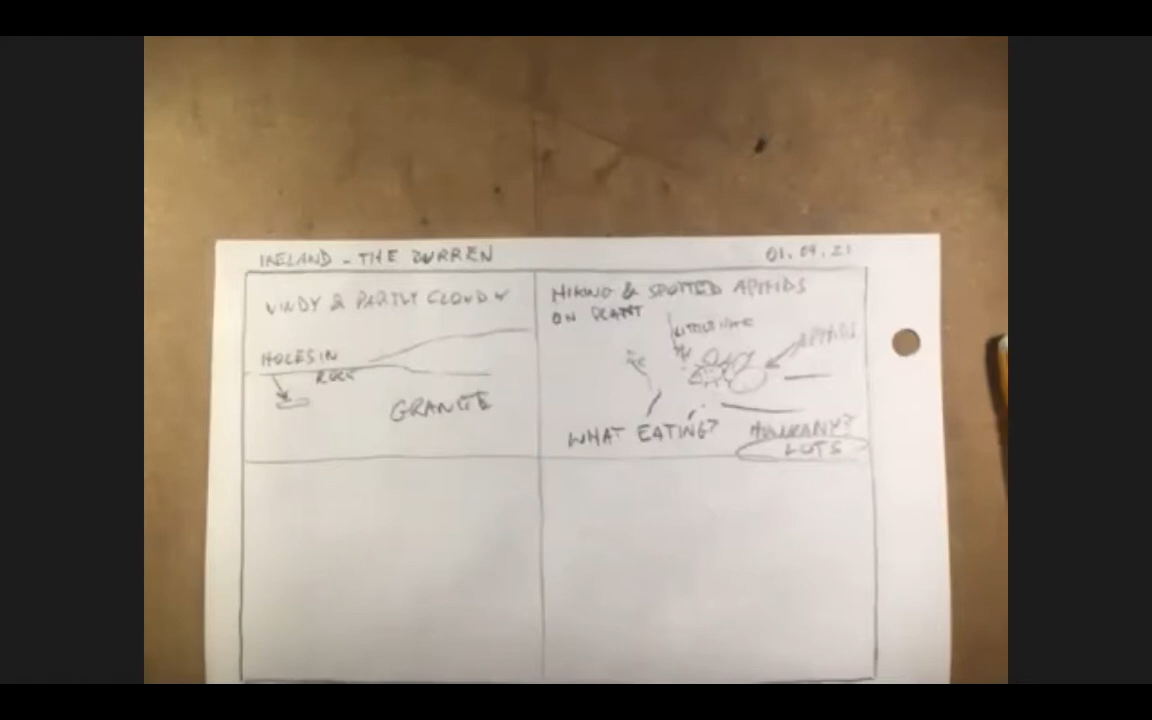 IRELAND - THE BURREN
01.09.21
WINDY & PARTLY CLOUDY
HOLES IN
ROCK
GRANITE
HIKING & SPOTTED APHIDS
ON PLANT
APHIDS
WHAT EATING?
HOW MANY?
LOTS